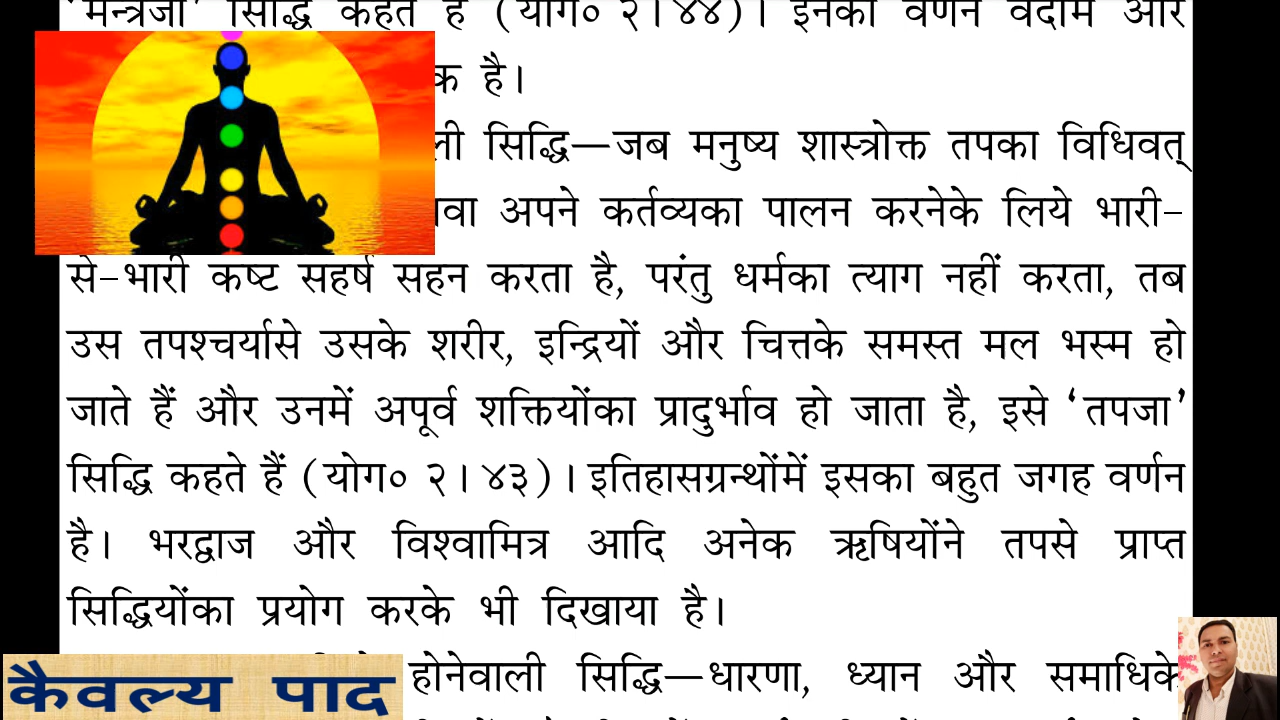 'मन्त्रजा' सिद्धि कहते हैं (योग० २।४४)। इनका वर्णन वेदोंमें और
क है।
ली सिद्धि—जब मनुष्य शास्त्रोक्त तपका विधिवत्
वा अपने कर्तव्यका पालन करनेके लिये भारी-
से-भारी कष्ट सहर्ष सहन करता है, परंतु धर्मका त्याग नहीं करता, तब
उस तपश्चर्यासे उसके शरीर, इन्द्रियों और चित्तके समस्त मल भस्म हो
जाते हैं और उनमें अपूर्व शक्तियोंका प्रादुर्भाव हो जाता है, इसे ‘तपजा’
सिद्धि कहते हैं (योग० २।४३)। इतिहासग्रन्थोंमें इसका बहुत जगह वर्णन
है। भरद्वाज और विश्वामित्र आदि अनेक ऋषियोंने तपसे प्राप्त
सिद्धियोंका प्रयोग करके भी दिखाया है।
होनेवाली सिद्धि—धारणा, ध्यान और समाधिके
कैवल्य पाद